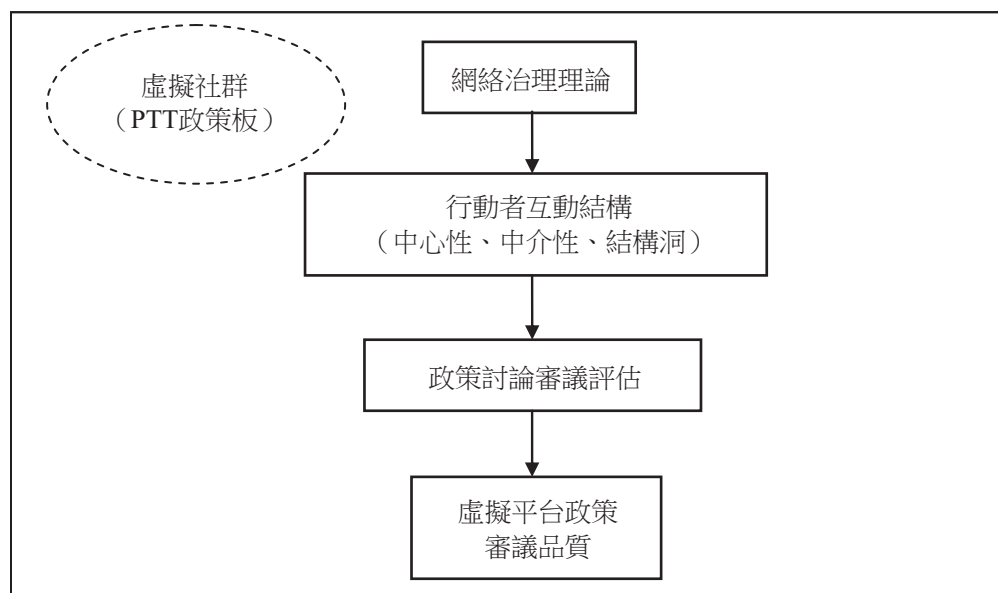 虛擬社群
（PTT政策板）
網絡治理理論
行動者互動結構
（中心性、中介性、結構洞）
政策討論審議評估
虛擬平台政策
審議品質